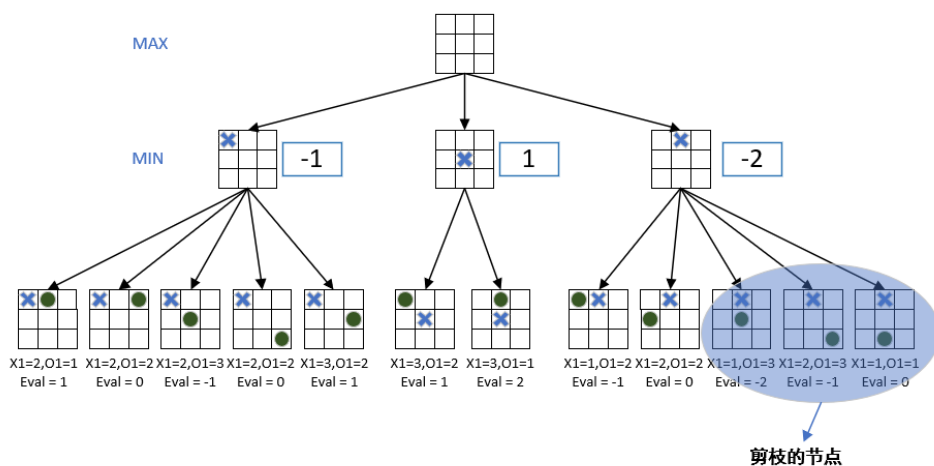 MAX
MIN
-1
1
-2
X1=2,O1=1
Eval = 1
X1=2,O1=2
Eval = 0
X1=2,O1=3
Eval = -1
X1=2,O1=2
Eval = 0
X1=3,O1=2
Eval = 1
X1=3,O1=2
Eval = 1
X1=3,O1=1
Eval = 2
X1=1,O1=2
Eval = -1
X1=2,O1=2
Eval = 0
X1=1,O1=3
Eval = -2
X1=2,O1=3
Eval = -1
X1=1,O1=1
Eval = 0
剪枝的节点